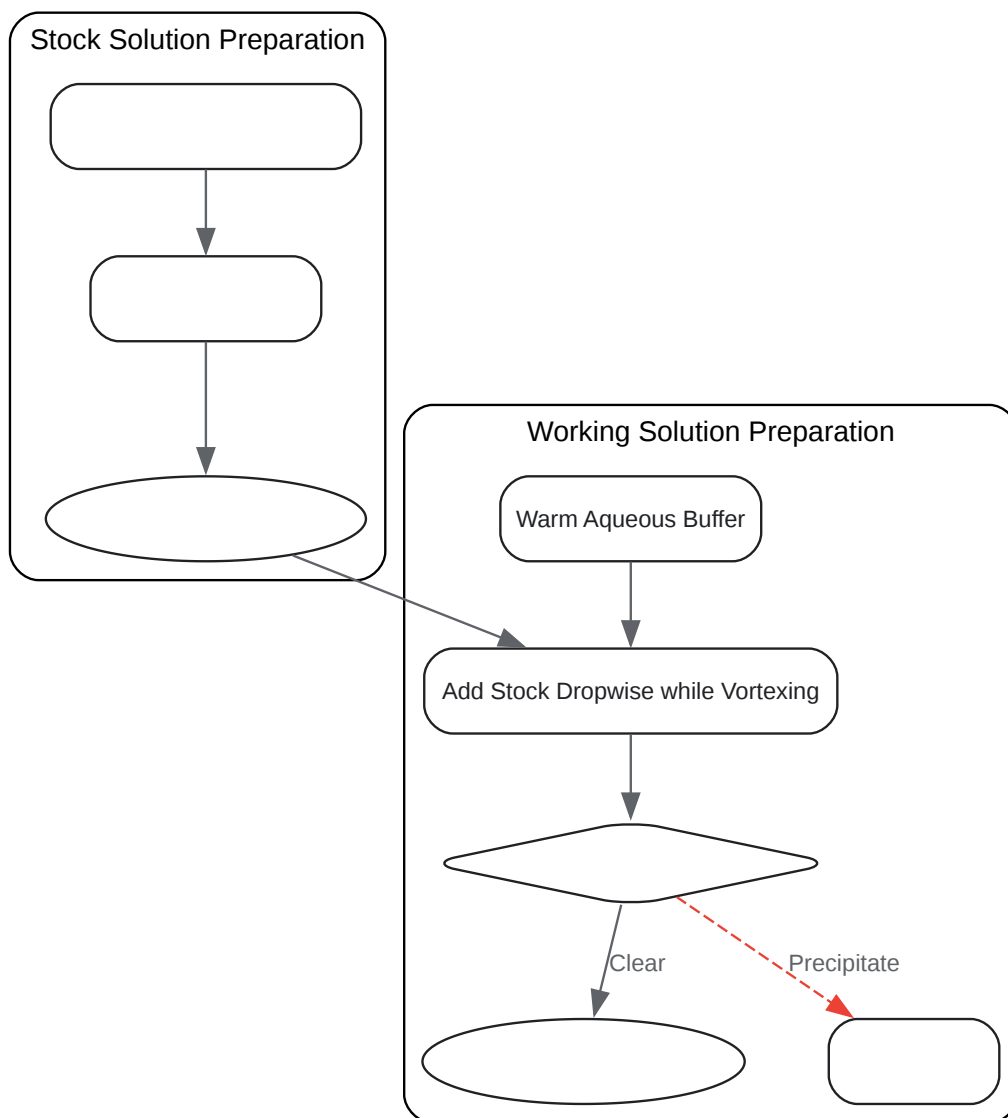 Stock Solution Preparation
Working Solution Preparation
Warm Aqueous Buffer
Add Stock Dropwise while Vortexing
Clear
Precipitate